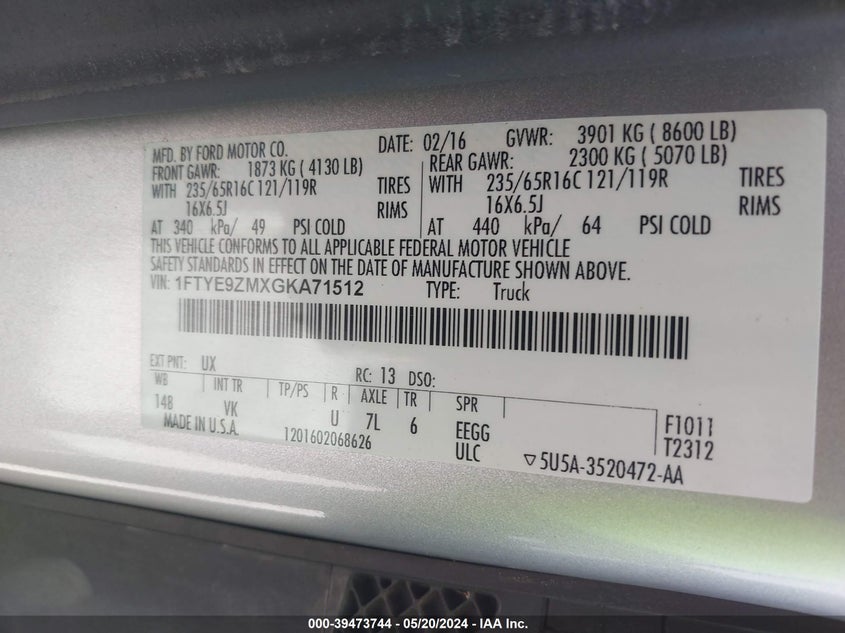 MFD. BY FORD MOTOR CO. DATE: 02/16 GVWR: 3901 KG ( 8600 LB)
FRONT GAWR: 1873 KG ( 4130 LB) REAR GAWR: 2300 KG ( 5070 LB)
WITH 235/65R16C 121/119R TIRES WITH 235/65R16C 121/119R TIRES
16X6.5J RIMS 16X6.5J RIMS
AT 340 kPa/ 49 PSI COLD AT 440 kPa/ 64 PSI COLD
THIS VEHICLE CONFORMS TO ALL APPLICABLE FEDERAL MOTOR VEHICLE
SAFETY STANDARDS IN EFFECT ON THE DATE OF MANUFACTURE SHOWN ABOVE.
VIN: 1FTYE9ZMXGKA71512 TYPE: Truck
EXT PNT: UX RC: 13 DSO:
WB INT TR TP/PS R AXLE TR SPR
148 VK U 7L 6 EEGG F1011
MADE IN U.S.A. 1201602068626 ULC T2312
▽5U5A-3520472-AA
000-39473744 - 05/20/2024 - IAA Inc.